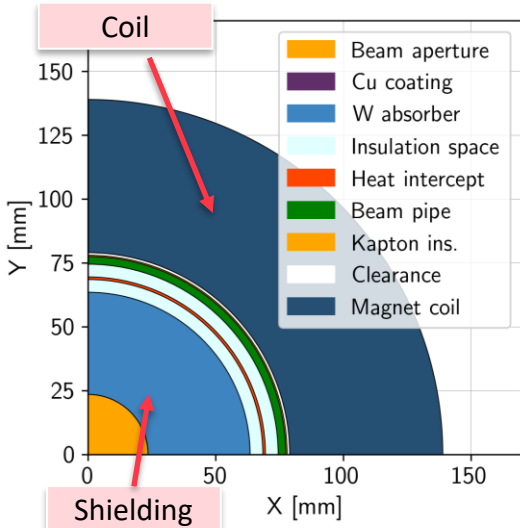 Coil
Beam aperture
Cu coating
W absorber
Insulation space
Heat intercept
Beam pipe
Kapton ins.
Clearance
Magnet coil
Y [mm]
150
125
100
75
50
25
0
0
50
100
150
X [mm]
Shielding